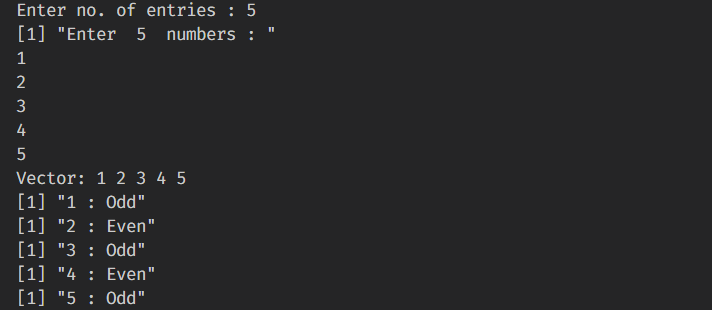 Enter no. of entries : 5
[1] "Enter  5  numbers : "
1
2
3
4
5
Vector: 1 2 3 4 5
[1] "1 : Odd"
[1] "2 : Even"
[1] "3 : Odd"
[1] "4 : Even"
[1] "5 : Odd"